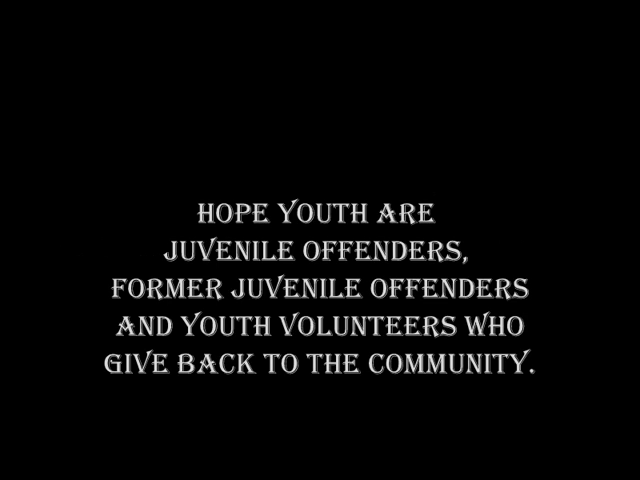 HOPE YOUTH ARE
JUVENILE OFFENDERS,
FORMER JUVENILE OFFENDERS
AND YOUTH VOLUNTEERS WHO
GIVE BACK TO THE COMMUNITY.